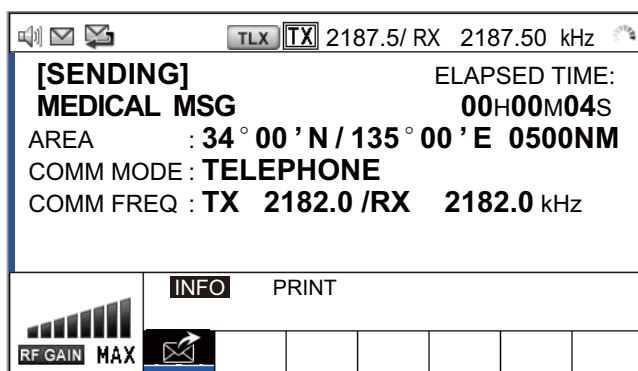 TLX TX 2187.5/ RX 2187.50 kHz
[SENDING] ELAPSED TIME:
MEDICAL MSG 00H00M04S
AREA : 34°00'N / 135°00'E 0500NM
COMM MODE : TELEPHONE
COMM FREQ : TX 2182.0 /RX 2182.0 kHz
INFO PRINT
RF GAIN MAX